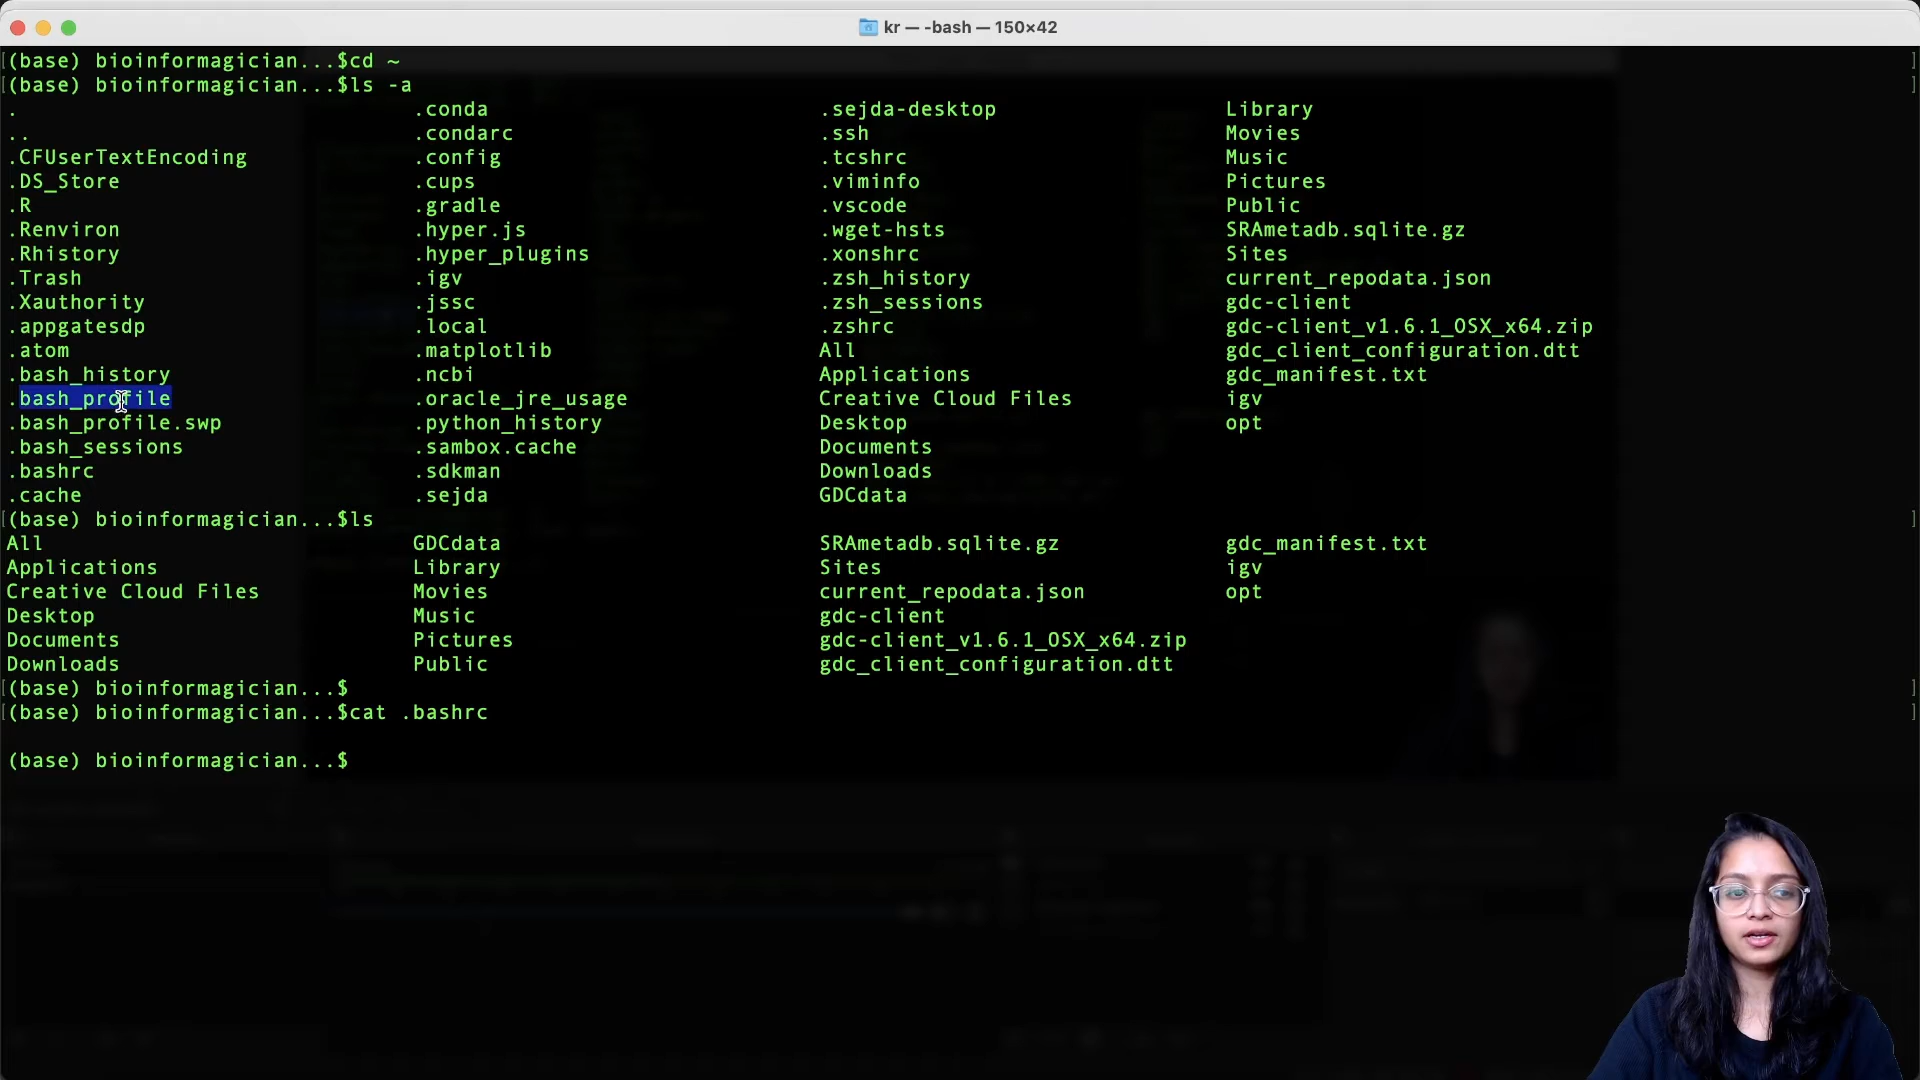 kr — -bash — 150×42
(base) bioinformagician...$cd ~
(base) bioinformagician...$ls -a
. .conda .sejda-desktop Library
.. .condarc .ssh Movies
.CFUserTextEncoding .config .tcshrc Music
.DS_Store .cups .viminfo Pictures
.R .gradle .vscode Public
.Renviron .hyper.js .wget-hsts SRAmetadb.sqlite.gz
.Rhistory .hyper_plugins .xonshrc Sites
.Trash .igv .zsh_history current_repodata.json
.Xauthority .jssc .zsh_sessions gdc-client
.appgatesdp .local .zshrc gdc-client_v1.6.1_OSX_x64.zip
.atom .matplotlib All gdc_client_configuration.dtt
.bash_history .ncbi Applications gdc_manifest.txt
.bash_profile .oracle_jre_usage Creative Cloud Files igv
.bash_profile.swp .python_history Desktop opt
.bash_sessions .sambox.cache Documents
.bashrc .sdkman Downloads
.cache .sejda GDCdata
(base) bioinformagician...$ls
All GDCdata SRAmetadb.sqlite.gz gdc_manifest.txt
Applications Library Sites igv
Creative Cloud Files Movies current_repodata.json opt
Desktop Music gdc-client
Documents Pictures gdc-client_v1.6.1_OSX_x64.zip
Downloads Public gdc_client_configuration.dtt
(base) bioinformagician...$
(base) bioinformagician...$cat .bashrc
(base) bioinformagician...$